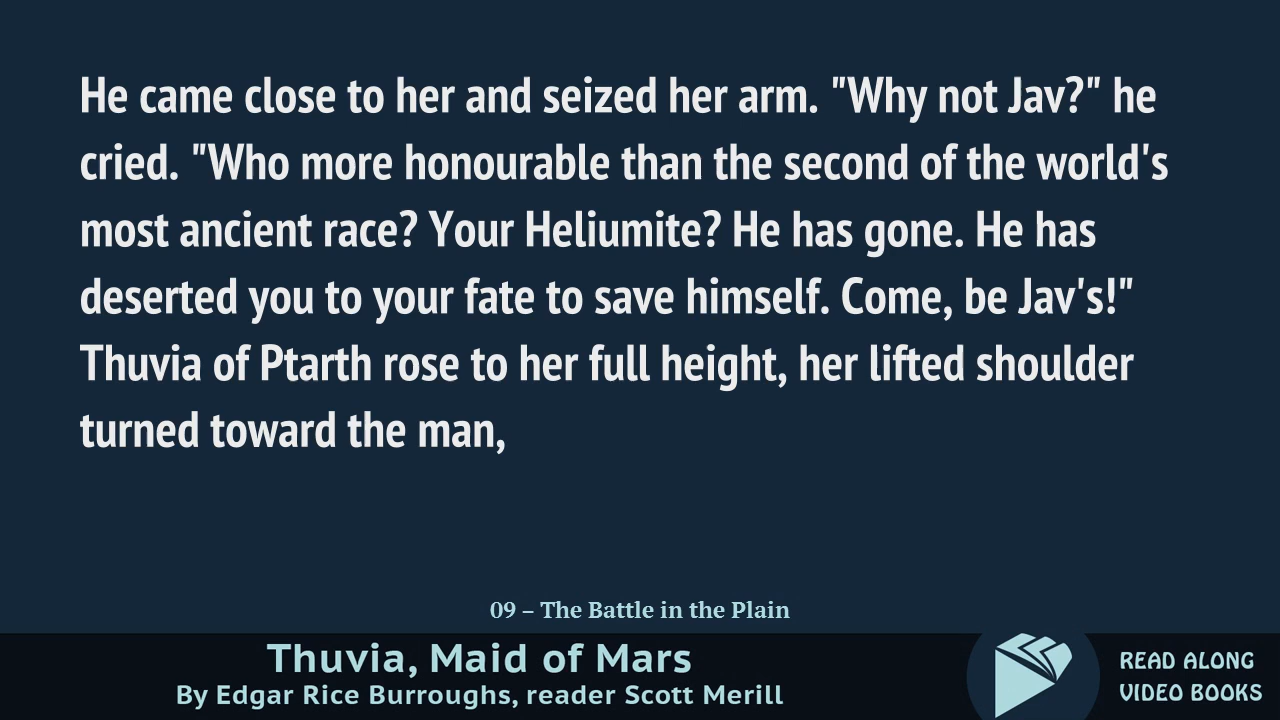 He came close to her and seized her arm. "Why not Jav?" he
cried. "Who more honourable than the second of the world's
most ancient race? Your Heliumite? He has gone. He has
deserted you to your fate to save himself. Come, be Jav's!"
Thuvia of Ptarth rose to her full height, her lifted shoulder
turned toward the man,
09 – The Battle in the Plain
Thuvia, Maid of Mars
By Edgar Rice Burroughs, reader Scott Merill
READ ALONG
VIDEO BOOKS